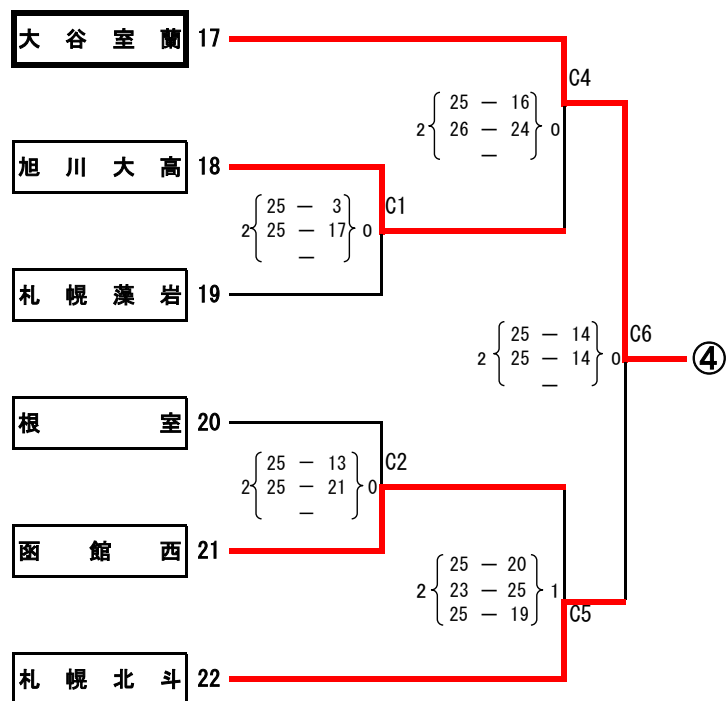 大谷室蘭 17
C4
25 － 16
2 26 － 24 0
－
旭川大高 18
C1
25 － 3
2 25 － 17 0
－
札幌藻岩 19
C6
25 － 14
2 25 － 14 0
－
④
根室 20
C2
25 － 13
2 25 － 21 0
－
函館西 21
25 － 20
2 23 － 25 1
25 － 19
C5
札幌北斗 22